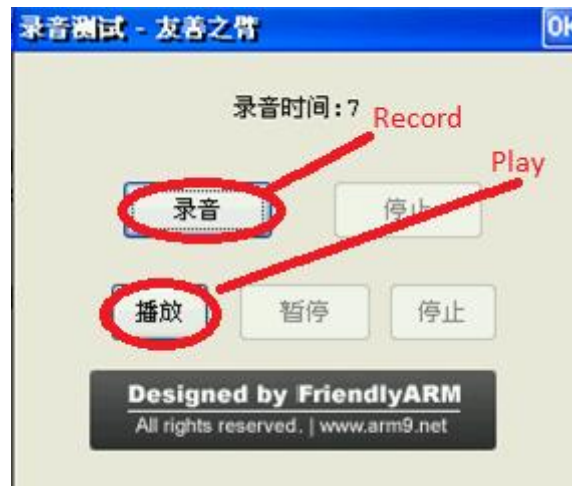 录音测试 - 友善之臂
OK
录音时间:7
Record
Play
录音
停止
播放
暂停
停止
Designed by FriendlyARM
All rights reserved. | www.arm9.net